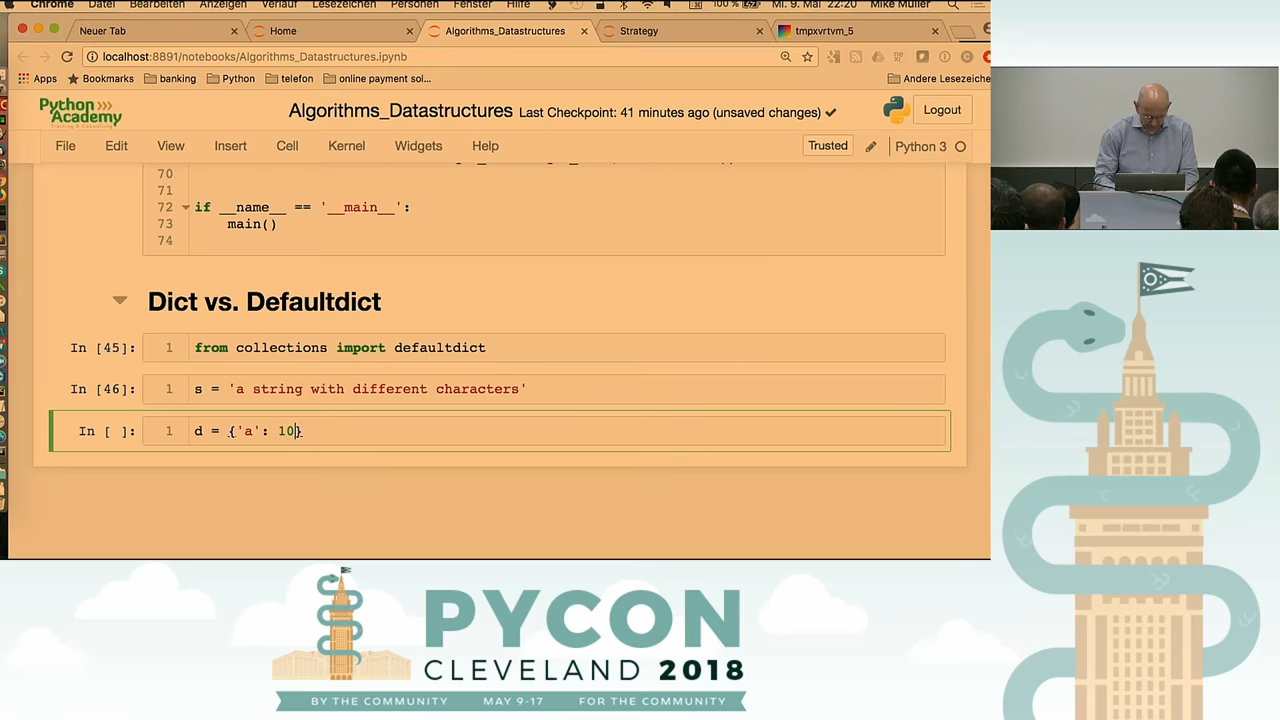 Chrome Datei Bearbeiten Anzeigen Verlauf Lesezeichen Personen Fenster Hilfe 100 % Mi. 9. Mai 22:20 Mike Müller
Neuer Tab Home Algorithms_Datastructures Strategy tmpxvrtvm_5
localhost:8891/notebooks/Algorithms_Datastructures.ipynb
Apps Bookmarks banking Python telefon online payment sol... Andere Lesezeiche
Python Academy
Training & Consulting
Algorithms_Datastructures Last Checkpoint: 41 minutes ago (unsaved changes) Logout
File Edit View Insert Cell Kernel Widgets Help Trusted Python 3
70
71
72 if __name__ == '__main__':
73 main()
74
Dict vs. Defaultdict
In [45]: 1 from collections import defaultdict
In [46]: 1 s = 'a string with different characters'
In [ ]: 1 d = {'a': 10}
PYCON
CLEVELAND 2018
BY THE COMMUNITY MAY 9-17 FOR THE COMMUNITY